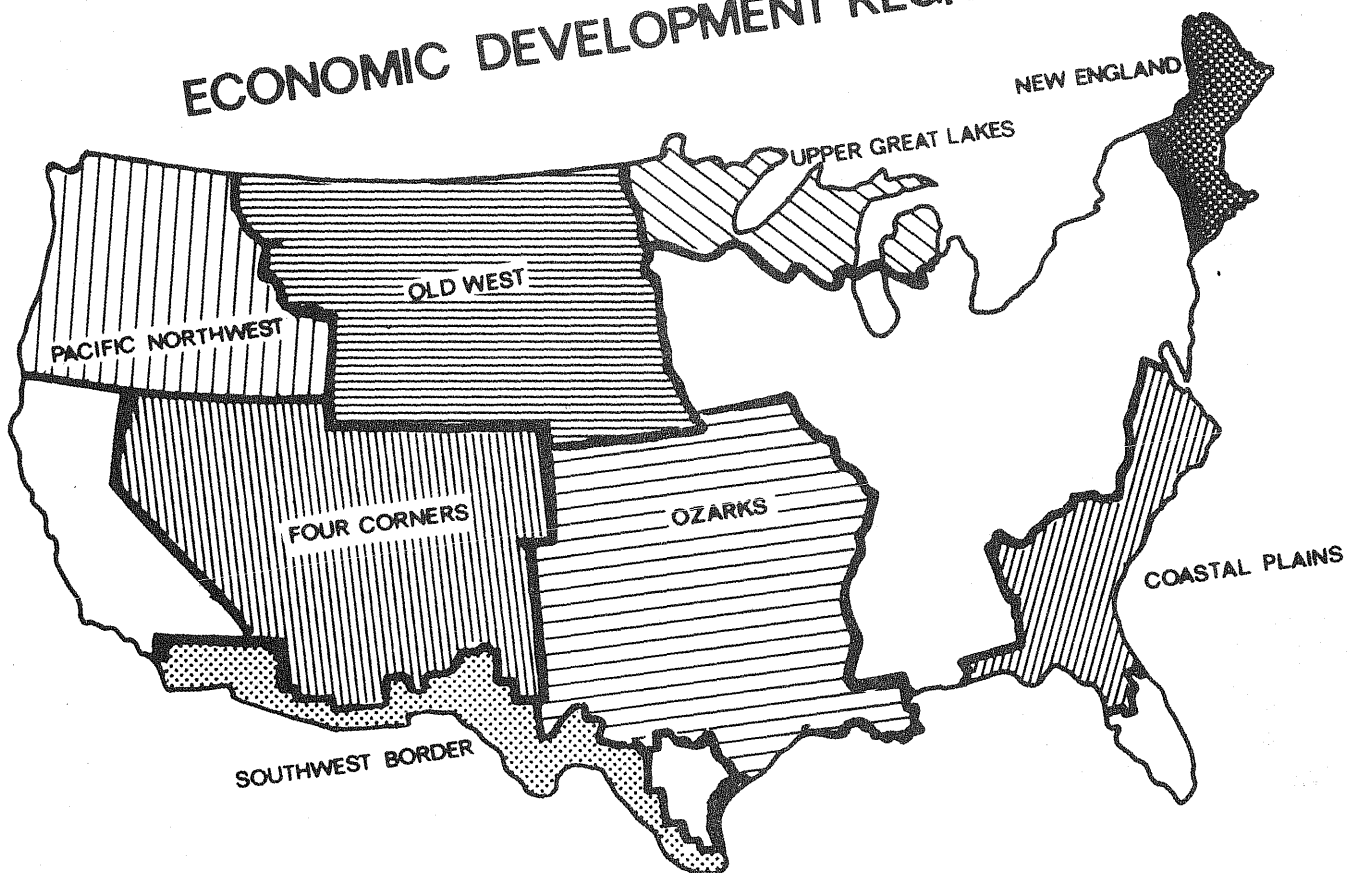 ECONOMIC DEVELOPMENT
NEW ENGLAND
UPPER GREAT LAKES
OLD WEST
PACIFIC NORTHWEST
FOUR CORNERS
OZARKS
COASTAL PLAINS
SOUTHWEST BORDER